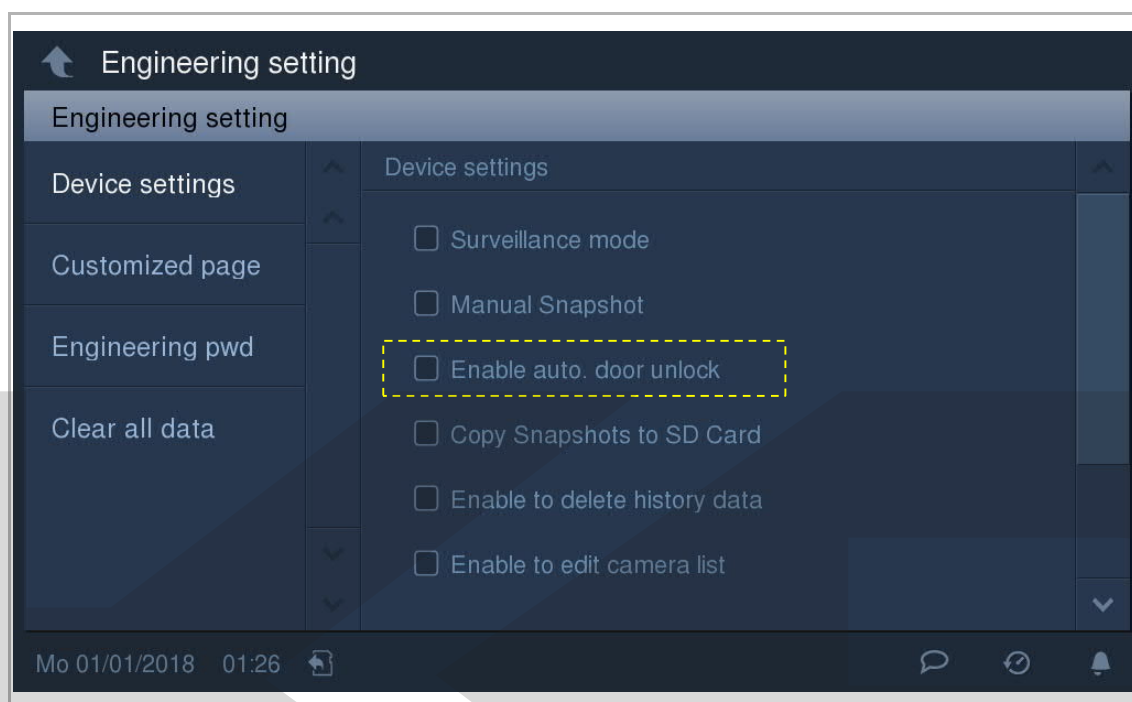 Engineering setting
Engineering setting
Device settings
Customized page
Engineering pwd
Clear all data
Device settings
Surveillance mode
Manual Snapshot
Enable auto. door unlock
Copy Snapshots to SD Card
Enable to delete history data
Enable to edit camera list
Mo 01/01/2018 01:26